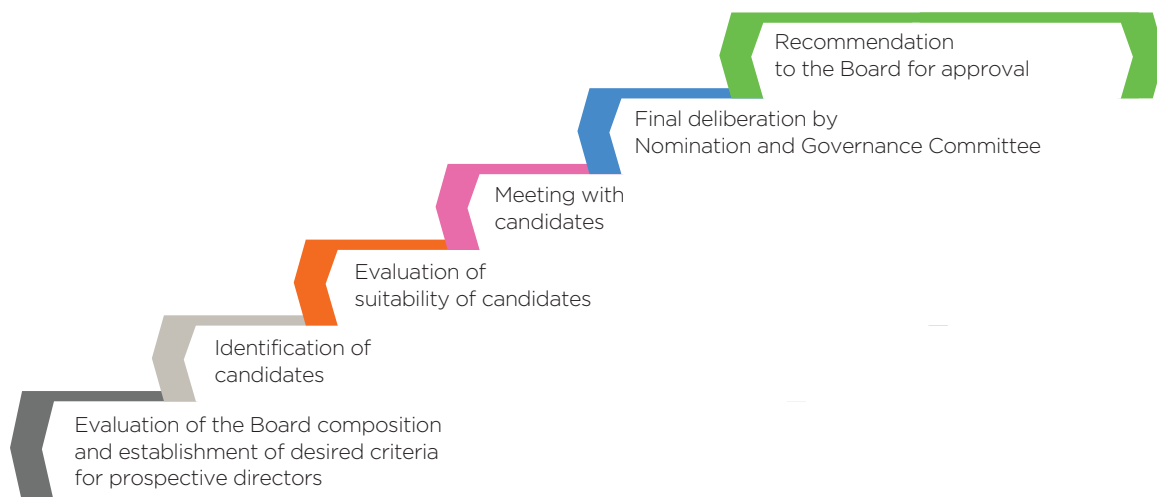 Recommendation
to the Board for approval
Final deliberation by
Nomination and Governance Committee
Meeting with
candidates
Evaluation of
suitability of candidates
Identification of
candidates
Evaluation of the Board composition
and establishment of desired criteria
for prospective directors